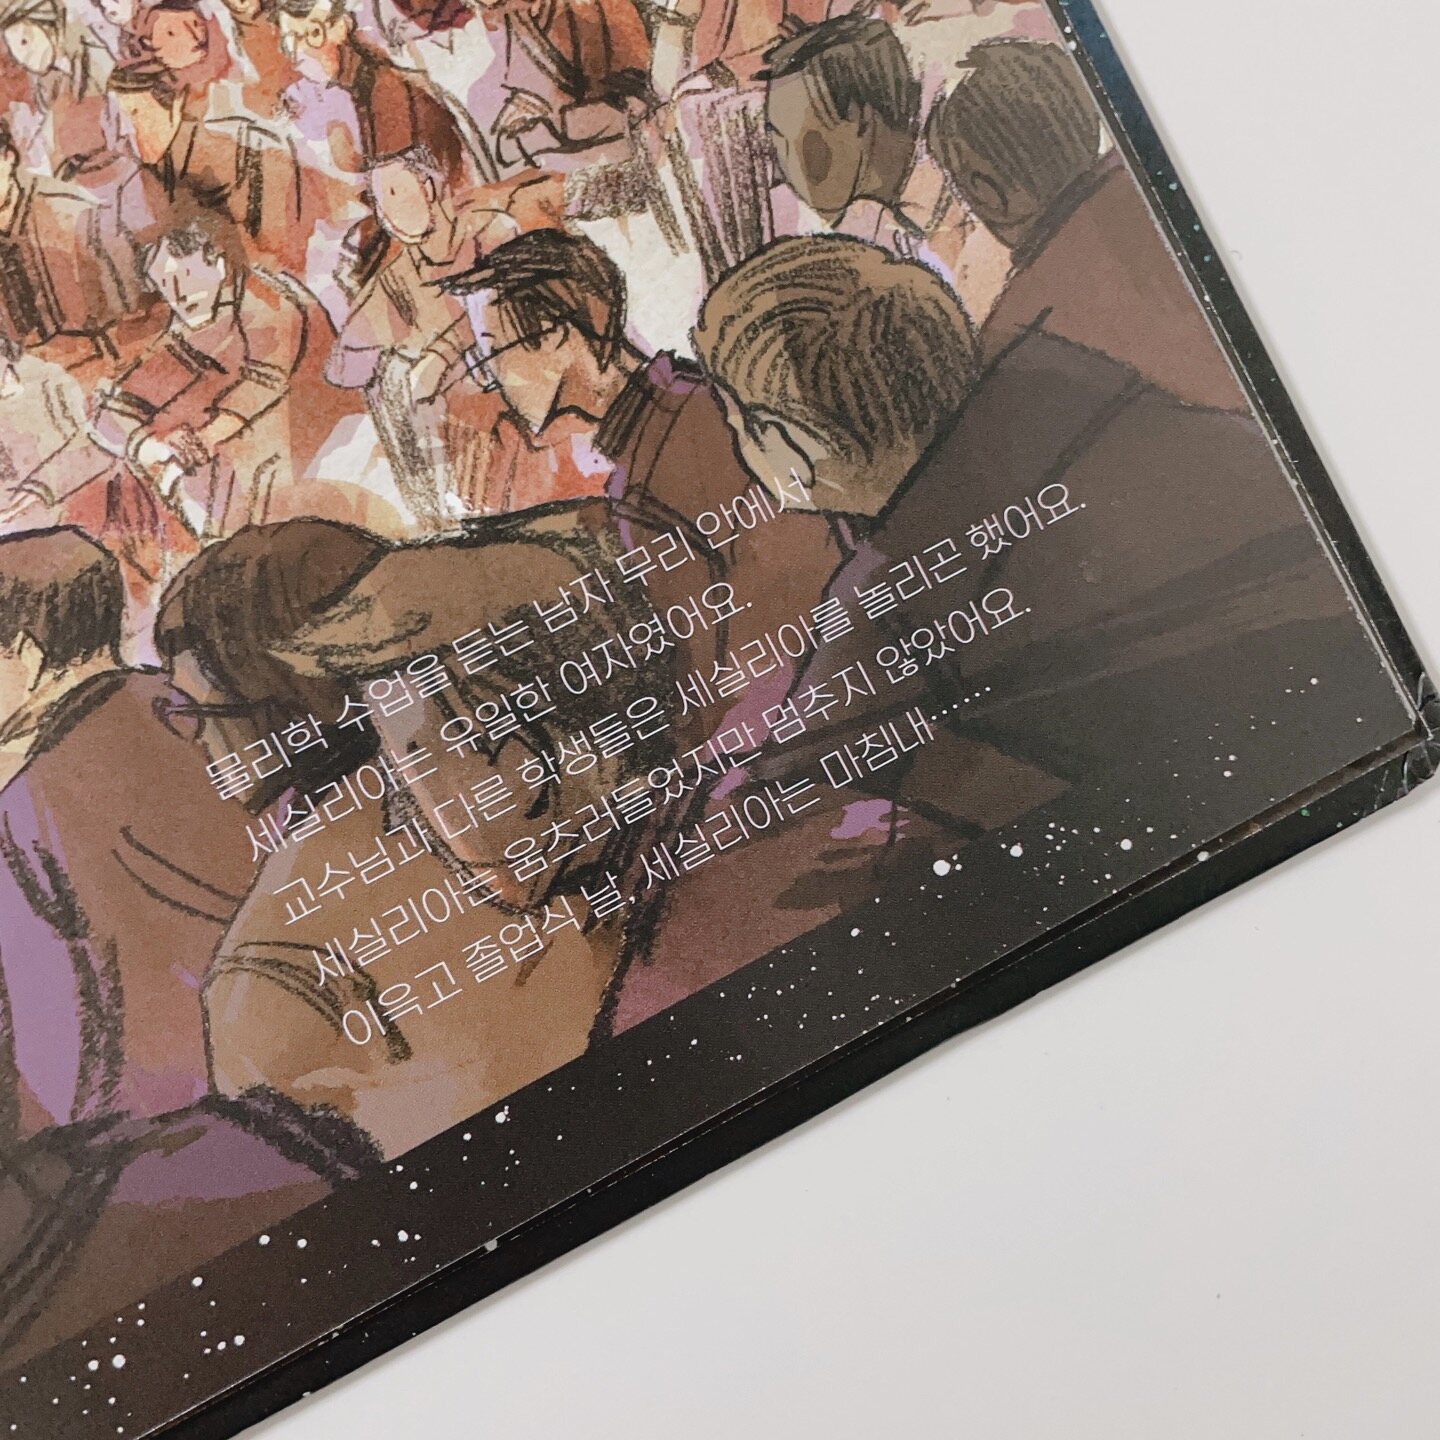 물리학 수업을 듣는 남자 무리 안에서
세실리아는 유일한 여자였어요.
교수님과 다른 학생들은 세실리아를 놀리곤 했어요.
세실리아는 움츠러들었지만 멈추지 않았어요.
이윽고 졸업식 날, 세실리아는 마침내……